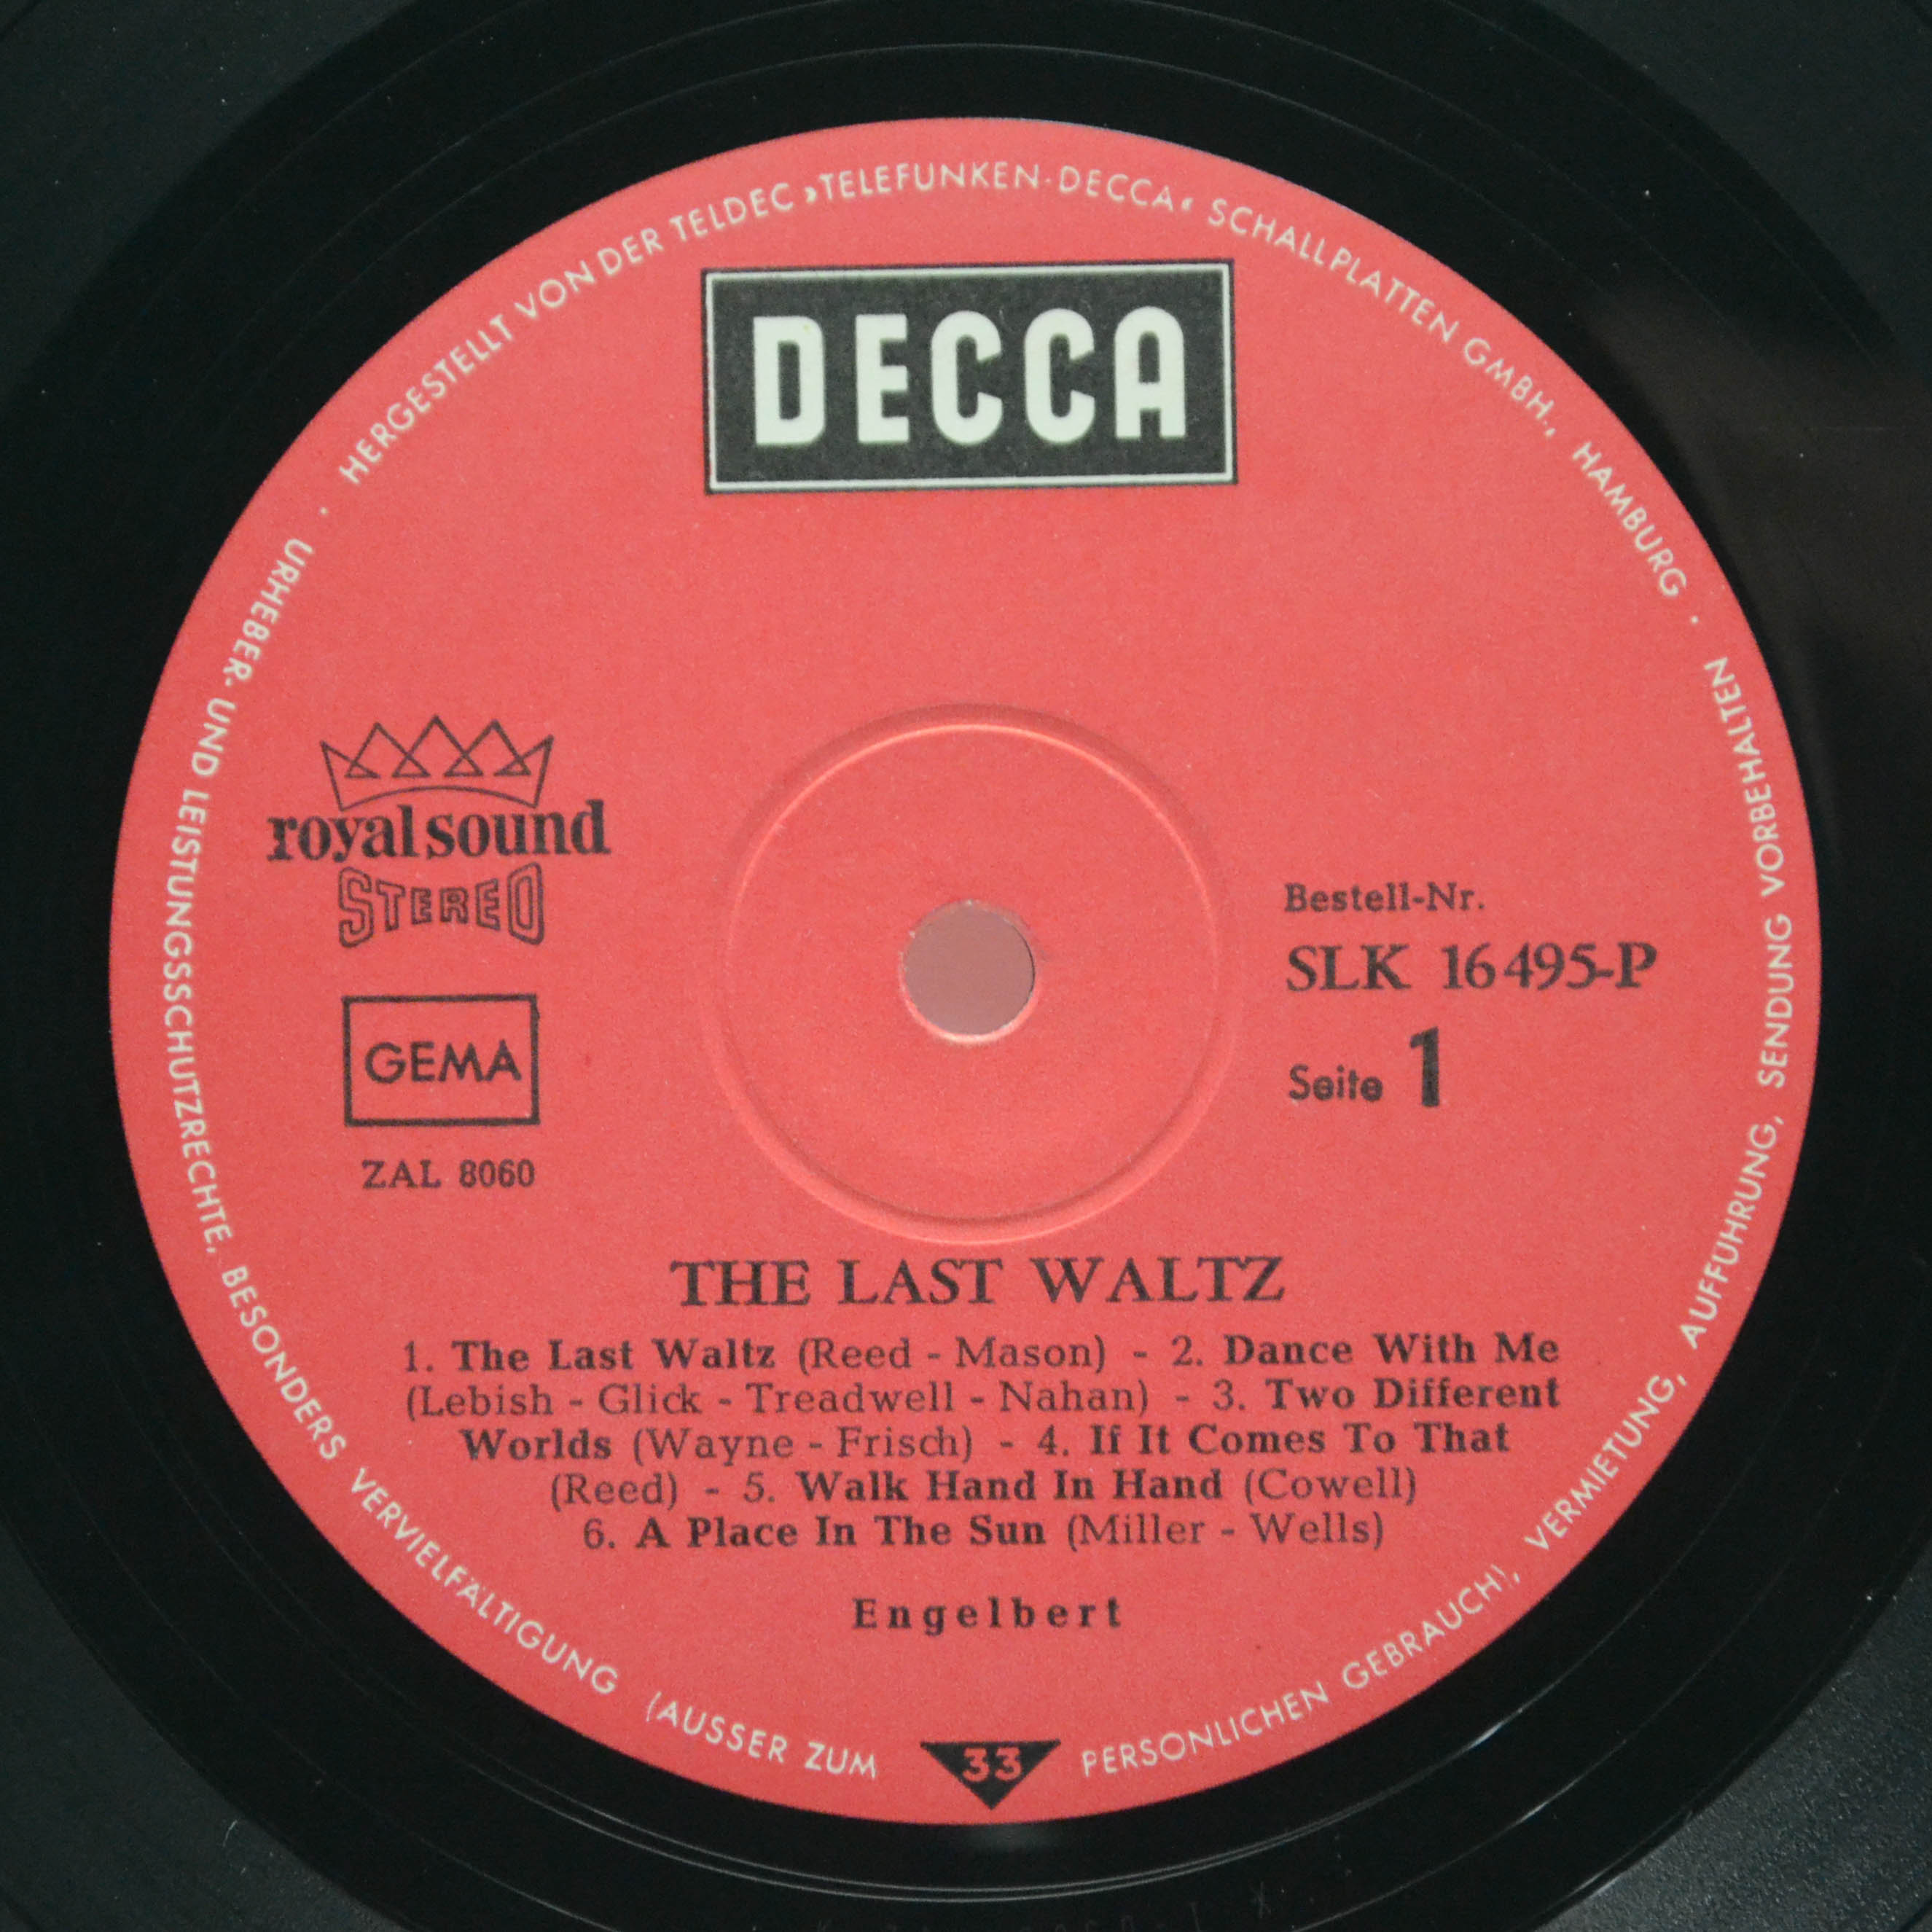 HERGESTELLT VON DER TELDEC »TELEFUNKEN-DECCA« SCHALLPLATTEN GMBH., HAMBURG ·
DECCA
royal sound
STEREO
GEMA
ZAL 8060
Bestell-Nr.
SLK 16495-P
Seite 1
THE LAST WALTZ
1. The Last Waltz (Reed - Mason) - 2. Dance With Me
(Lebish - Glick - Treadwell - Nahan) - 3. Two Different
Worlds (Wayne - Frisch) - 4. If It Comes To That
(Reed) - 5. Walk Hand In Hand (Cowell)
6. A Place In The Sun (Miller - Wells)
Engelbert
33
URHEBER- UND LEISTUNGSSCHUTZRECHTE, BESONDERS VERVIELFÄLTIGUNG (AUSSER ZUM PERSÖNLICHEN GEBRAUCH), VERMIETUNG, AUFFÜHRUNG, SENDUNG VORBEHALTEN ·